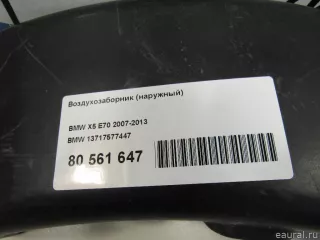 Воздухозаборник (наружный)
BMW X5 E70 2007-2013
BMW 13717577447
80 561 647
eaural.ru